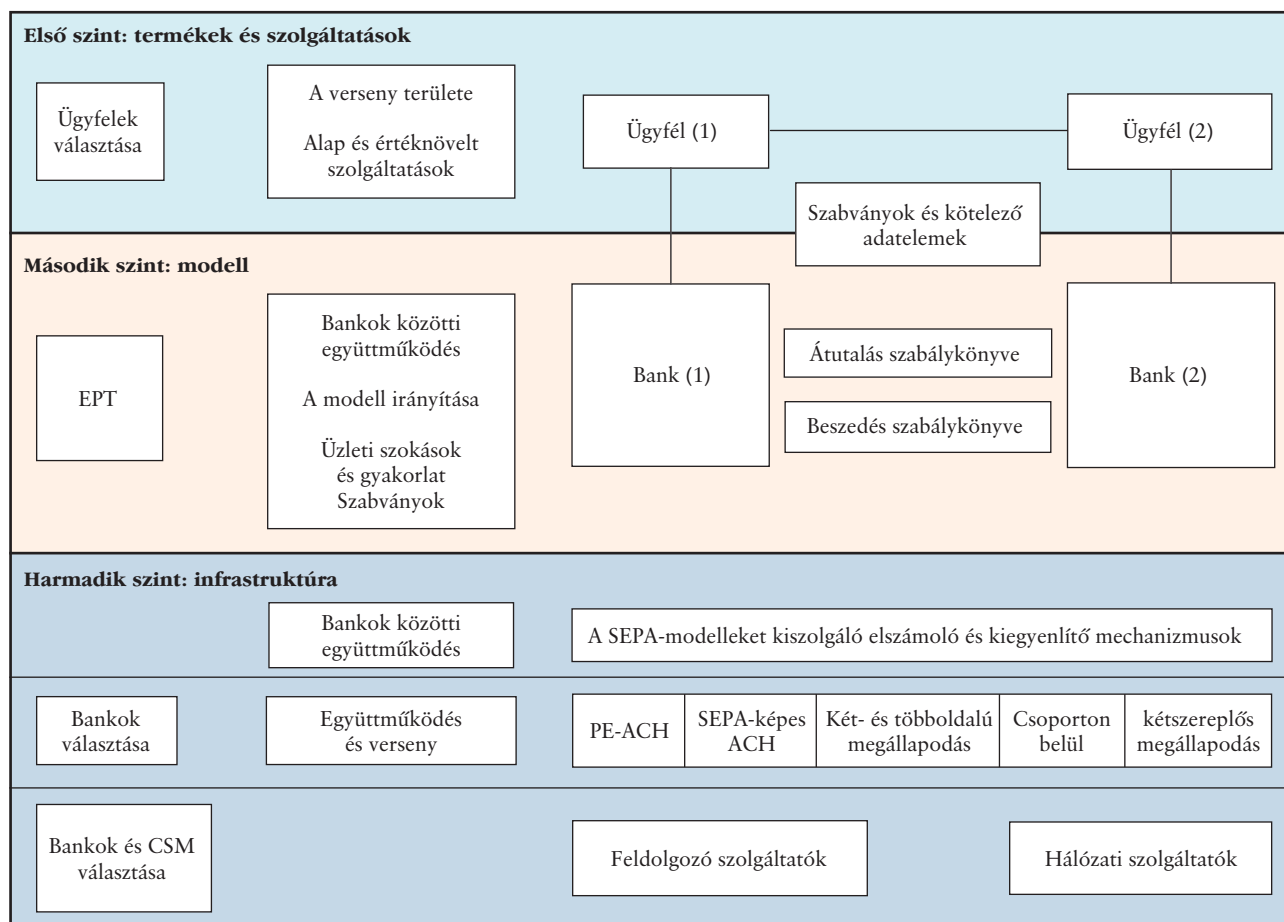 Első szint: termékek és szolgáltatások
Ügyfelek
választása
A verseny területe
Alap és értéknövelt
szolgáltatások
Ügyfél (1)
Ügyfél (2)
Szabványok és kötelező
adatelemek
Második szint: modell
EPT
Bankok közötti
együttműködés
A modell irányítása
Üzleti szokások
és gyakorlat
Szabványok
Bank (1)
Átutalás szabálykönyve
Beszedés szabálykönyve
Bank (2)
Harmadik szint: infrastruktúra
Bankok közötti
együttműködés
A SEPA-modelleket kiszolgáló elszámoló és kiegyenlítő mechanizmusok
Bankok
választása
Együttműködés
és verseny
PE-ACH
SEPA-képes
ACH
Két- és többoldalú
megállapodás
Csoporton
belül
kétszereplős
megállapodás
Bankok és CSM
választása
Feldolgozó szolgáltatók
Hálózati szolgáltatók